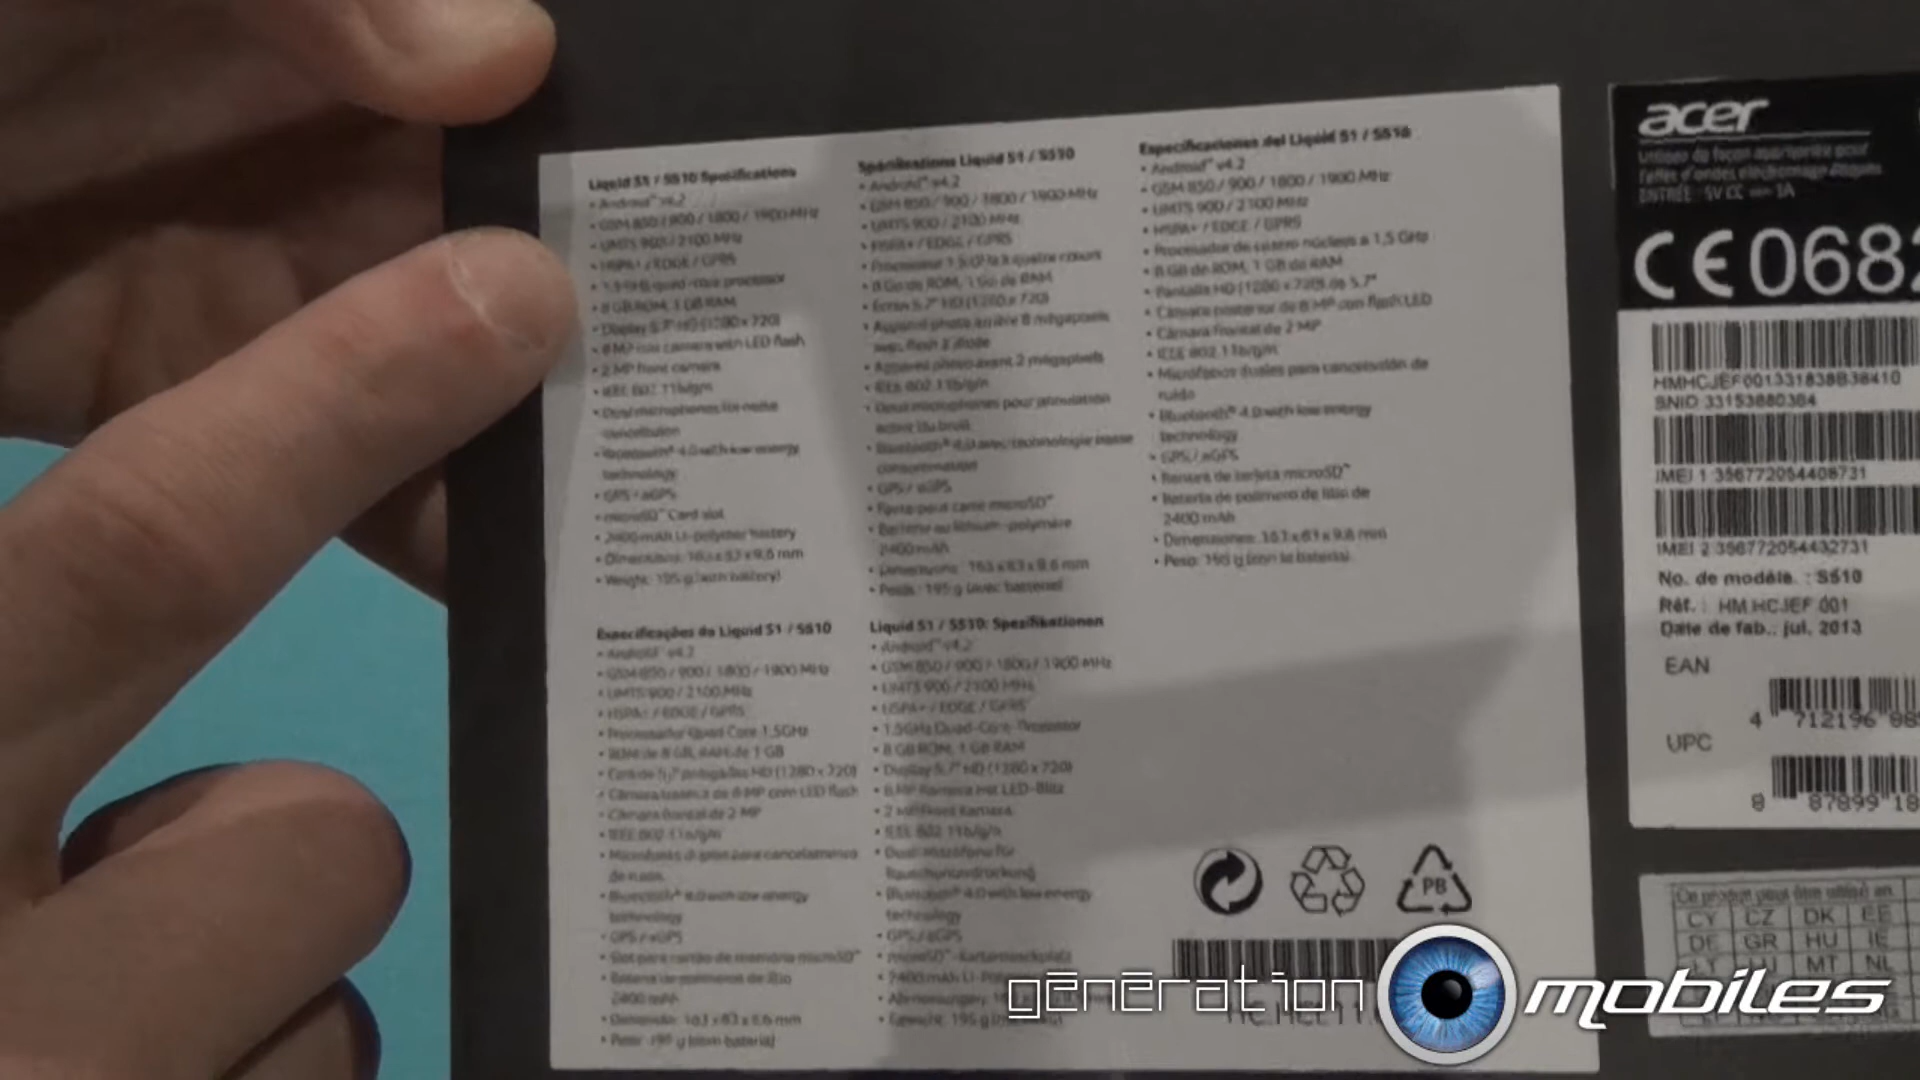 Liquid S1 / S510 Specifications
• Android™ v4.2
• GSM 850 / 900 / 1800 / 1900 MHz
• UMTS 900 / 2100 MHz
• HSPA+ / EDGE / GPRS
• 1.5 GHz quad-core processor
• 8 GB ROM, 1 GB RAM
• Display 5.7" HD (1280 x 720)
• 8 MP rear camera with LED flash
• 2 MP front camera
• IEEE 802.11b/g/n
• Dual microphones for noise
cancellation
• Bluetooth® 4.0 with low energy
technology
• GPS / aGPS
• microSD™ Card slot
• 2400 mAh Li-polymer battery
• Dimensions: 163 x 83 x 9.6 mm
• Weight: 195 g (with battery)
Spécifications Liquid S1 / S510
• Android™ v4.2
• GSM 850 / 900 / 1800 / 1900 MHz
• UMTS 900 / 2100 MHz
• HSPA+ / EDGE / GPRS
• Processeur 1,5 GHz à quatre coeurs
• 8 Go de ROM, 1 Go de RAM
• Écran 5.7" HD (1280 x 720)
• Appareil photo arrière 8 mégapixels
avec flash à diode
• Appareil photo avant 2 mégapixels
• IEEE 802.11b/g/n
• Deux microphones pour annulation
active du bruit
• Bluetooth® 4.0 avec technologie basse
consommation
• GPS / aGPS
• Fente pour carte microSD™
• Batterie au lithium-polymère
2400 mAh
• Dimensions: 163 x 83 x 9.6 mm
• Poids : 195 g (avec batterie)
Especificaciones del Liquid S1 / S510
• Android™ v4.2
• GSM 850 / 900 / 1800 / 1900 MHz
• UMTS 900 / 2100 MHz
• HSPA+ / EDGE / GPRS
• Procesador de cuatro núcleos a 1,5 GHz
• 8 GB de ROM, 1 GB de RAM
• Pantalla HD (1280 x 720) de 5.7"
• Cámara posterior de 8 MP con flash LED
• Cámara frontal de 2 MP
• IEEE 802.11b/g/n
• Micrófonos duales para cancelación de
ruido
• Bluetooth® 4.0 with low energy
technology
• GPS / aGPS
• Ranura de tarjeta microSD™
• Batería de polímero de litio de
2400 mAh
• Dimensiones: 163 x 83 x 9.6 mm
• Peso: 195 g (con la batería)
Especificações do Liquid S1 / S510
• Android™ v4.2
• GSM 850 / 900 / 1800 / 1900 MHz
• UMTS 900 / 2100 MHz
• HSPA+ / EDGE / GPRS
• Processador Quad Core 1,5GHz
• ROM de 8 GB, RAM de 1 GB
• Ecrã de 5,7" polegadas HD (1280 x 720)
• Câmara traseira de 8 MP com LED flash
• Câmara frontal de 2 MP
• IEEE 802.11b/g/n
• Microfones duplos para cancelamento
de ruído
• Bluetooth® 4.0 with low energy
technology
• GPS / aGPS
• Slot para cartão de memória microSD™
• Bateria de polímeros de lítio
2400 mAh
• Dimensão: 163 x 83 x 9.6 mm
• Peso: 195 g (com bateria)
Liquid S1 / S510: Spezifikationen
• Android™ v4.2
• GSM 850 / 900 / 1800 / 1900 MHz
• UMTS 900 / 2100 MHz
• HSPA+ / EDGE / GPRS
• 1.5GHz Quad-Core-Prozessor
• 8 GB ROM, 1 GB RAM
• Display 5.7" HD (1280 x 720)
• 8 MP Kamera mit LED-Blitz
• 2 MP Front Kamera
• IEEE 802.11b/g/n
• Dual-Mikrofone für
Rauschunterdrückung
• Bluetooth® 4.0 with low energy
technology
• GPS / aGPS
• microSD™-Kartensteckplatz
• 2400 mAh Li-
• Abmessungen:
• Gewicht: 195 g
PB
acer
Utilisez de façon appropriée pour
l'effet d'ondes électromagnétiques
ENTRÉE : 5V CC 1A
CE 0682
HMHCJEF001331838B38410
SNID 33153880384
IMEI 1 356772054408731
IMEI 2 356772054432731
No. de modèle. : S510
Réf. : HM.HCJEF.001
Date de fab.: jul, 2013
EAN
4 712196 88
UPC
8 87899 18
Ce produit peut être utilisé en
CY CZ DK EE
DE GR HU IE
MT NL
génération mobiles